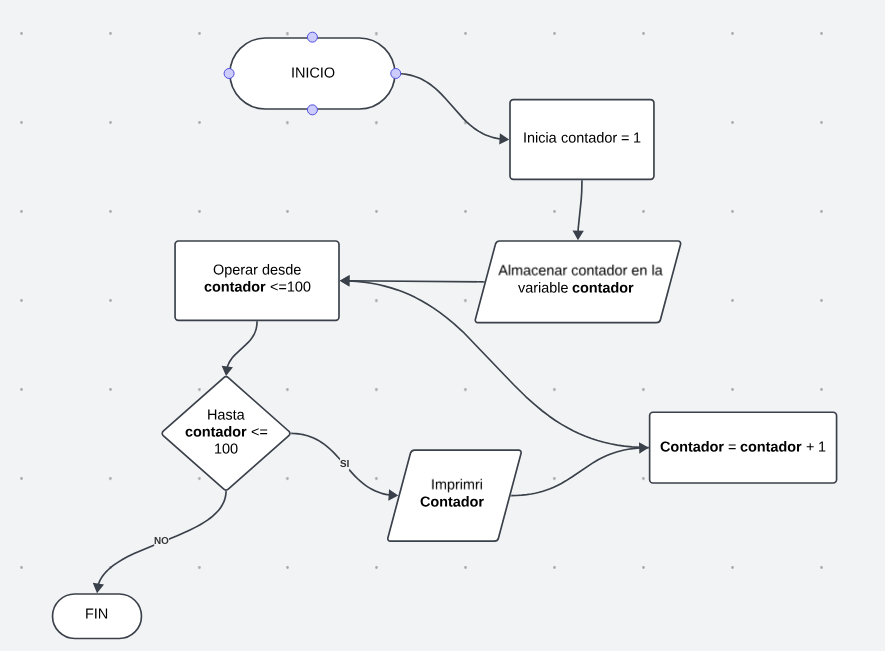 INICIO
Inicia contador = 1
Almacenar contador en la
variable contador
Operar desde
contador <=100
Hasta
contador <=
100
SI
Imprimri
Contador
Contador = contador + 1
NO
FIN